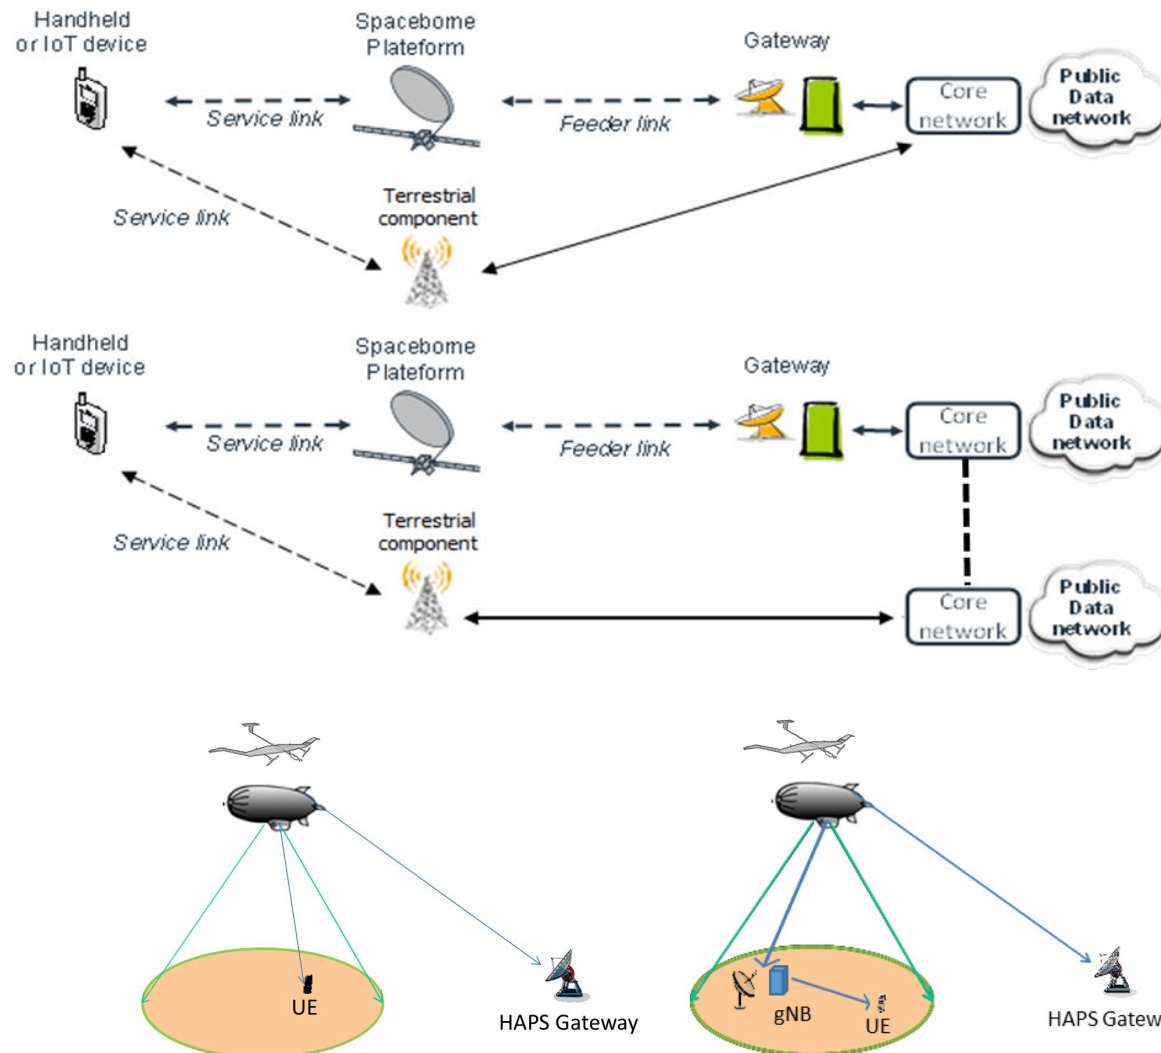 Handheld
or IoT device
Spaceborne
Plateform
Gateway
Service link
Feeder link
Core
network
Public
Data
network
Service link
Terrestrial
component
Handheld
or IoT device
Spaceborne
Plateform
Gateway
Service link
Feeder link
Core
network
Public
Data
network
Service link
Terrestrial
component
Core
network
Public
Data
network
UE
HAPS Gateway
gNB
UE
HAPS Gatew